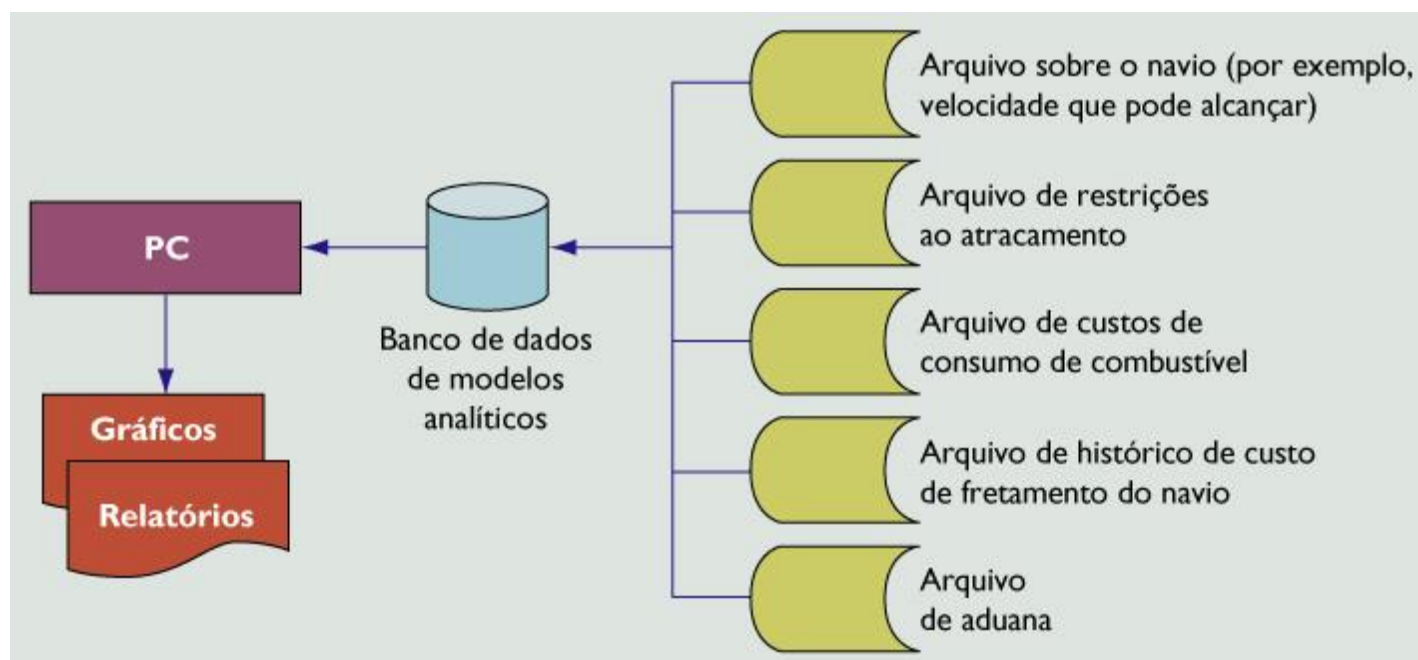 Arquivo sobre o navio (por exemplo,
velocidade que pode alcançar)
Arquivo de restrições
ao atracamento
PC
Banco de dados
de modelos
analíticos
Arquivo de custos de
consumo de combustível
Gráficos
Relatórios
Arquivo de histórico de custo
de fretamento do navio
Arquivo
de aduana